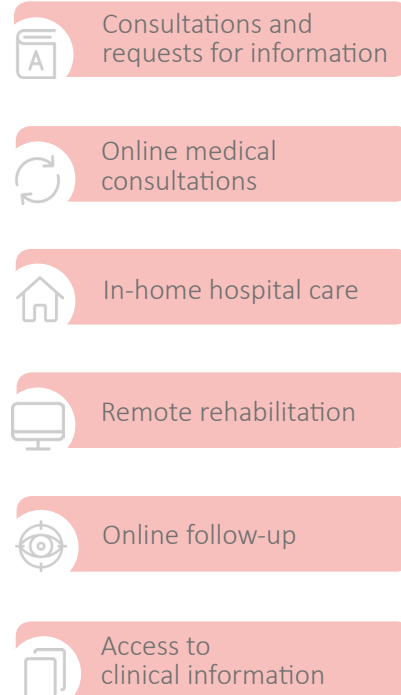 Consultations and
requests for information
A
Online medical
consultations
In-home hospital care
Remote rehabilitation
Online follow-up
Access to
clinical information